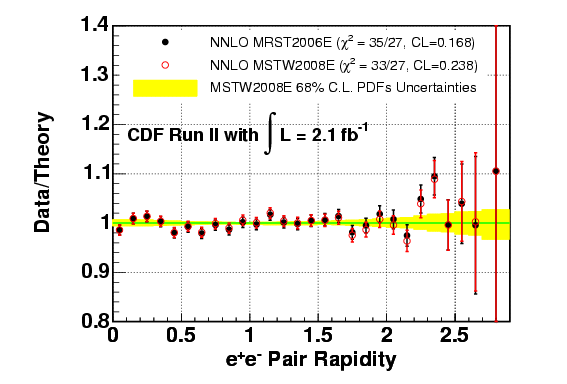 1.4
NNLO MRST2006E (χ² = 35/27, CL=0.168)
NNLO MSTW2008E (χ² = 33/27, CL=0.238)
MSTW2008E 68% C.L. PDFs Uncertainties
1.3
1.2
CDF Run II with ∫ L = 2.1 fb⁻¹
1.1
1
0.9
0.8
Data/Theory
0 0.5 1 1.5 2 2.5
e⁺e⁻ Pair Rapidity